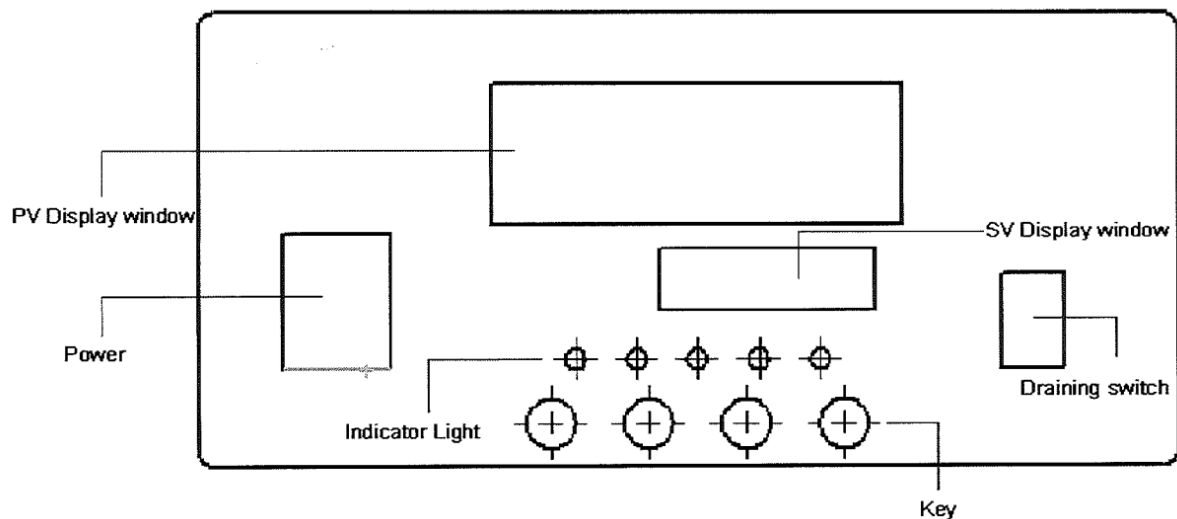 PV Display window
SV Display window
Power
Draining switch
Indicator Light
Key